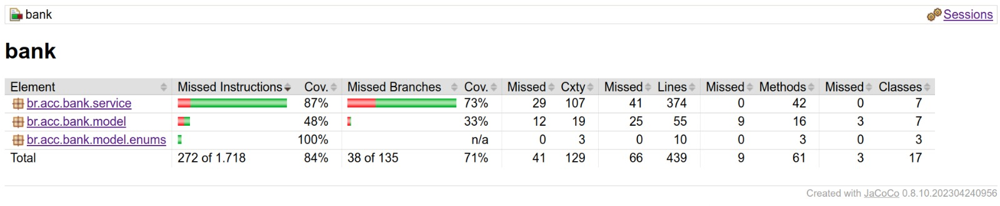 bank Sessions
bank
Element Missed Instructions Cov. Missed Branches Cov. Missed Cxty Missed Lines Missed Methods Missed Classes
br.acc.bank.service 87% 73% 29 107 41 374 0 42 0 7
br.acc.bank.model 48% 33% 12 19 25 55 9 16 3 7
br.acc.bank.model.enums 100% n/a 0 3 0 10 0 3 0 3
Total 272 of 1.718 84% 38 of 135 71% 41 129 66 439 9 61 3 17
Created with JaCoCo 0.8.10.202304240956